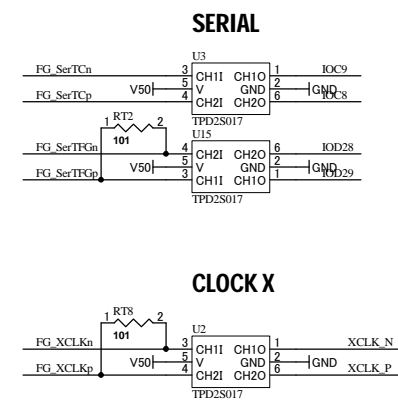 SERIAL
U3
FG_SerTCn 3 CH1I CH1O 1 IOC9
V50 5 V GND 2 GND
FG_SerTCp 4 CH2I CH2O 6 IOC8
TPD2S017
1 RT2 2
101
U15
FG_SerTFGn 4 CH2I CH2O 6 IOD28
V50 5 V GND 2 GND
FG_SerTFGp 3 CH1I CH1O 1 IOD29
TPD2S017
CLOCK X
1 RT8 2
101
U2
FG_XCLKn 3 CH1I CH1O 1 XCLK_N
V50 5 V GND 2 GND
FG_XCLKp 4 CH2I CH2O 6 XCLK_P
TPD2S017